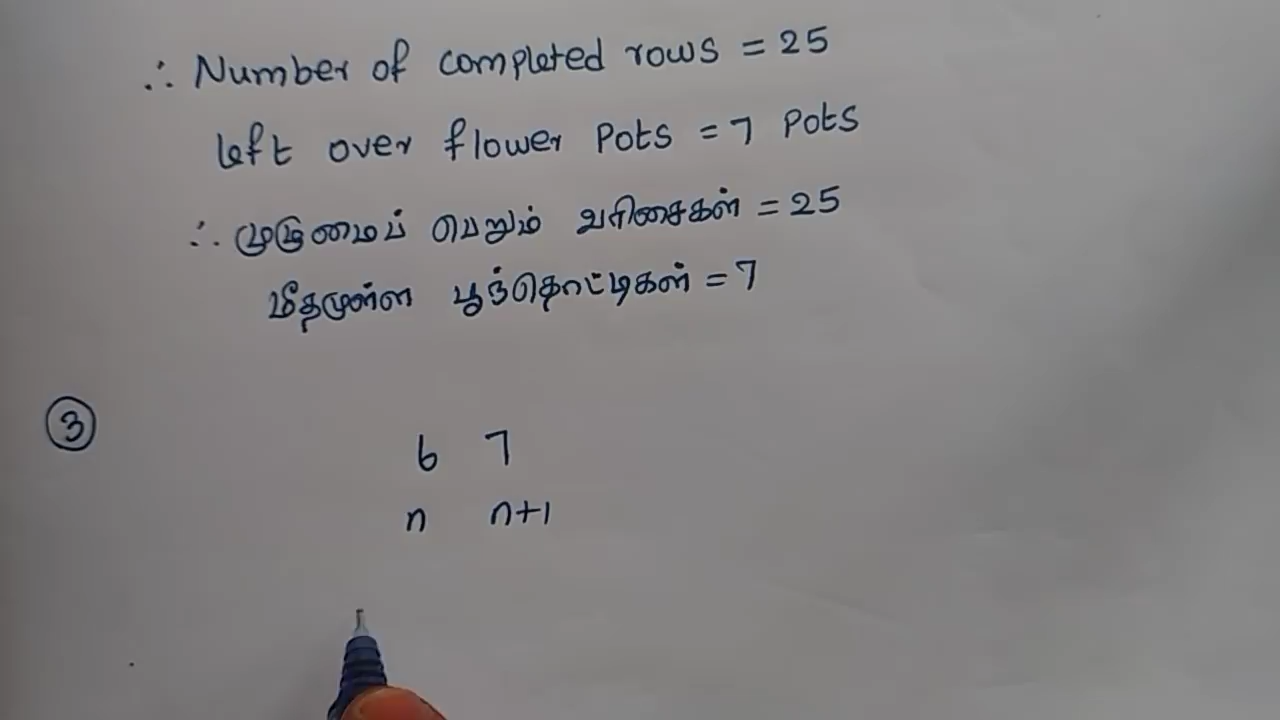 ∴ Number of completed rows = 25
left over flower Pots = 7 Pots
∴ முழுமைப் பெறும் வரிசைகள் = 25
மீதமுள்ள பூந்தொட்டிகள் = 7
③
6 7
n n+1